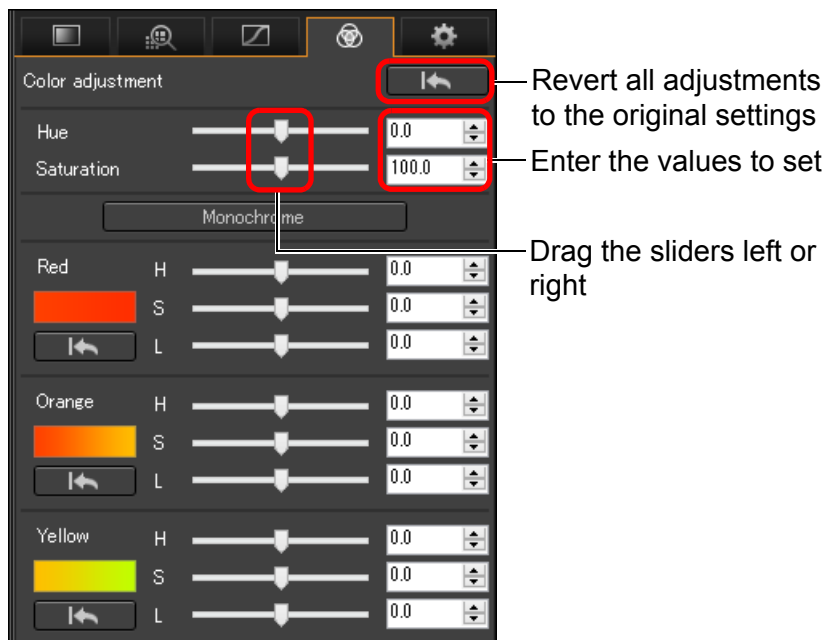 Color adjustment
Revert all adjustments
to the original settings
Hue 0.0
Enter the values to set
Saturation 100.0
Monochrome
Drag the sliders left or
right
Red H 0.0
S 0.0
L 0.0
Orange H 0.0
S 0.0
L 0.0
Yellow H 0.0
S 0.0
L 0.0